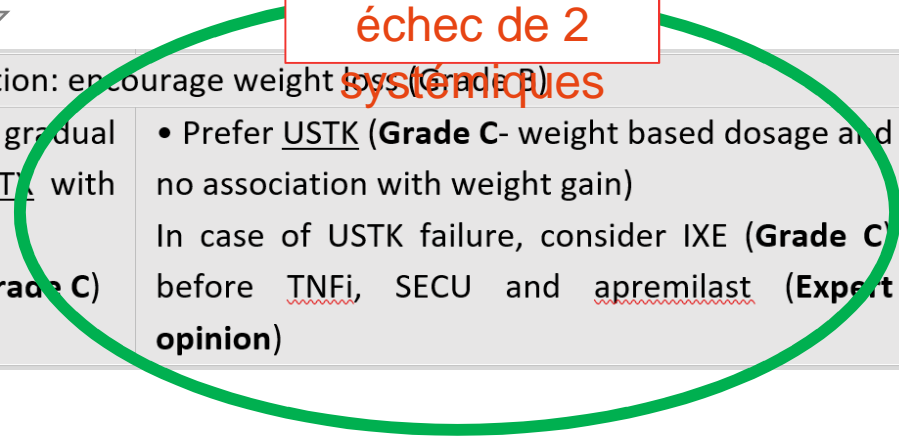 échec de 2
systémiques
tion: encourage weight loss (Grade B)
gradual
TX with
rade C)
• Prefer USTK (Grade C- weight based dosage and
no association with weight gain)
In case of USTK failure, consider IXE (Grade C)
before TNFi, SECU and apremilast (Expert
opinion)